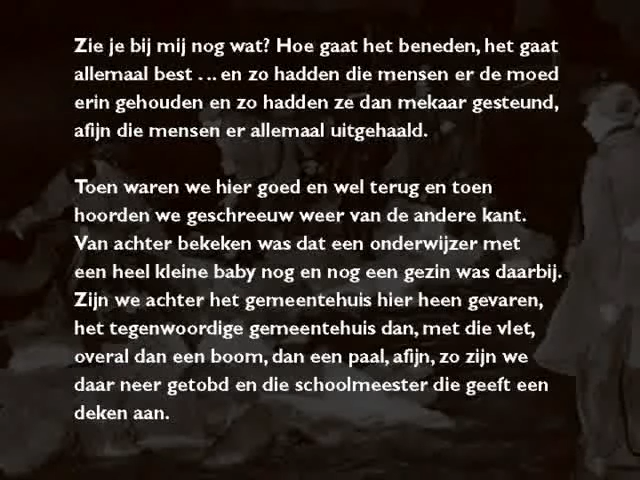 Zie je bij mij nog wat? Hoe gaat het beneden, het gaat
allemaal best ... en zo hadden die mensen er de moed
erin gehouden en zo hadden ze dan mekaar gesteund,
afijn die mensen er allemaal uitgehaald.
Toen waren we hier goed en wel terug en toen
hoorden we geschreeuw weer van de andere kant.
Van achter bekeken was dat een onderwijzer met
een heel kleine baby nog en nog een gezin was daarbij.
Zijn we achter het gemeentehuis hier heen gevaren,
het tegenwoordige gemeentehuis dan, met die vlet,
overal dan een boom, dan een paal, afijn, zo zijn we
daar neer getobd en die schoolmeester die geeft een
deken aan.